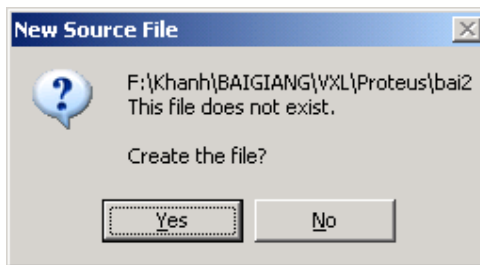 New Source File
F:\Khanh\BAIGIANG\VXL\Proteus\bai2
This file does not exist.
Create the file?
Yes
No